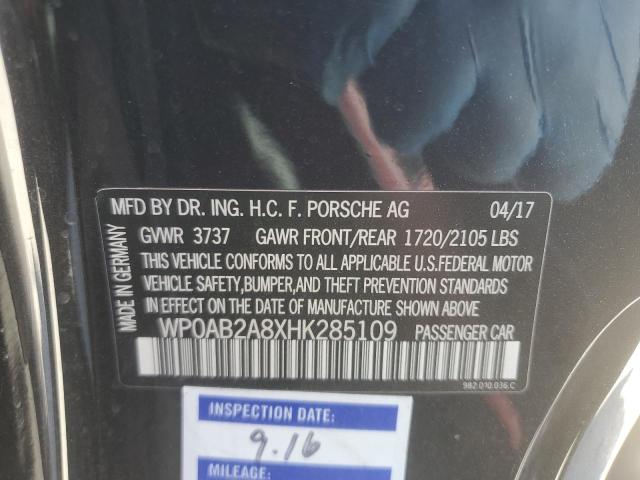 MFD BY DR. ING. H.C. F. PORSCHE AG 04/17
GVWR 3737 GAWR FRONT/REAR 1720/2105 LBS
THIS VEHICLE CONFORMS TO ALL APPLICABLE U.S.FEDERAL MOTOR
VEHICLE SAFETY,BUMPER,AND THEFT PREVENTION STANDARDS
IN EFFECT ON THE DATE OF MANUFACTURE SHOWN ABOVE
WP0AB2A8XHK285109 PASSENGER CAR
982.010.036.C
MADE IN GERMANY
INSPECTION DATE:
9.16
MILEAGE: